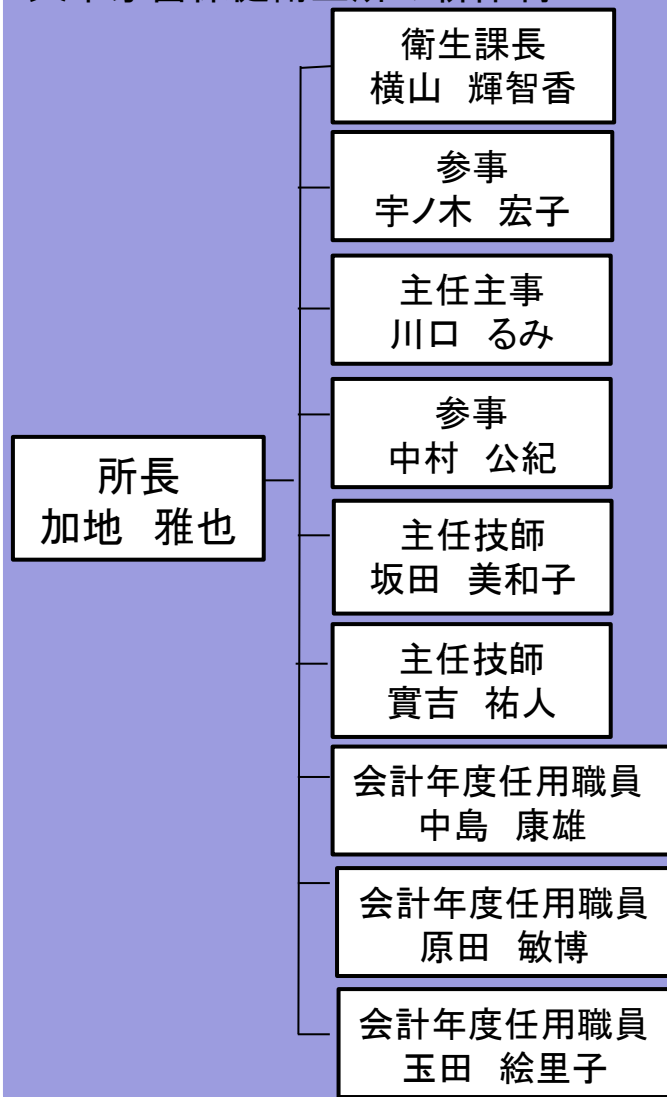 衛生課長
横山 輝智香
参事
宇ノ木 宏子
主任主事
川口 るみ
参事
中村 公紀
所長
加地 雅也
主任技師
坂田 美和子
主任技師
實吉 祐人
会計年度任用職員
中島 康雄
会計年度任用職員
原田 敏博
会計年度任用職員
玉田 絵里子